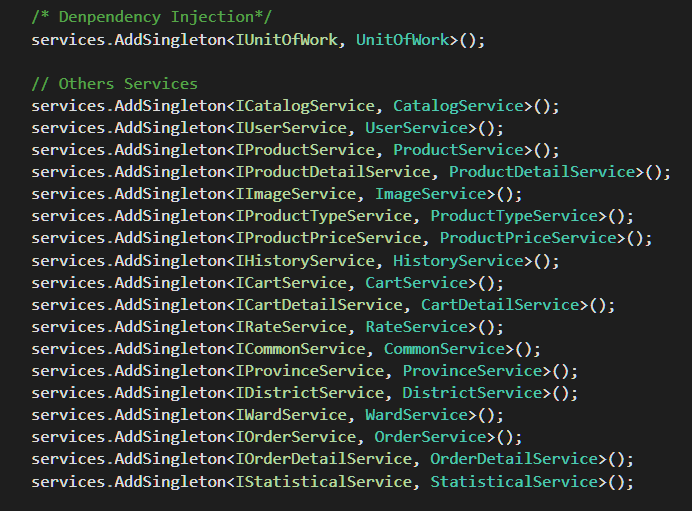 /* Denpendency Injection*/
services.AddSingleton<IUnitOfWork, UnitOfWork>();
// Others Services
services.AddSingleton<ICatalogService, CatalogService>();
services.AddSingleton<IUserService, UserService>();
services.AddSingleton<IProductService, ProductService>();
services.AddSingleton<IProductDetailService, ProductDetailService>();
services.AddSingleton<IImageService, ImageService>();
services.AddSingleton<IProductTypeService, ProductTypeService>();
services.AddSingleton<IProductPriceService, ProductPriceService>();
services.AddSingleton<IHistoryService, HistoryService>();
services.AddSingleton<ICartService, CartService>();
services.AddSingleton<ICartDetailService, CartDetailService>();
services.AddSingleton<IRateService, RateService>();
services.AddSingleton<ICommonService, CommonService>();
services.AddSingleton<IProvinceService, ProvinceService>();
services.AddSingleton<IDistrictService, DistrictService>();
services.AddSingleton<IWardService, WardService>();
services.AddSingleton<IOrderService, OrderService>();
services.AddSingleton<IOrderDetailService, OrderDetailService>();
services.AddSingleton<IStatisticalService, StatisticalService>();